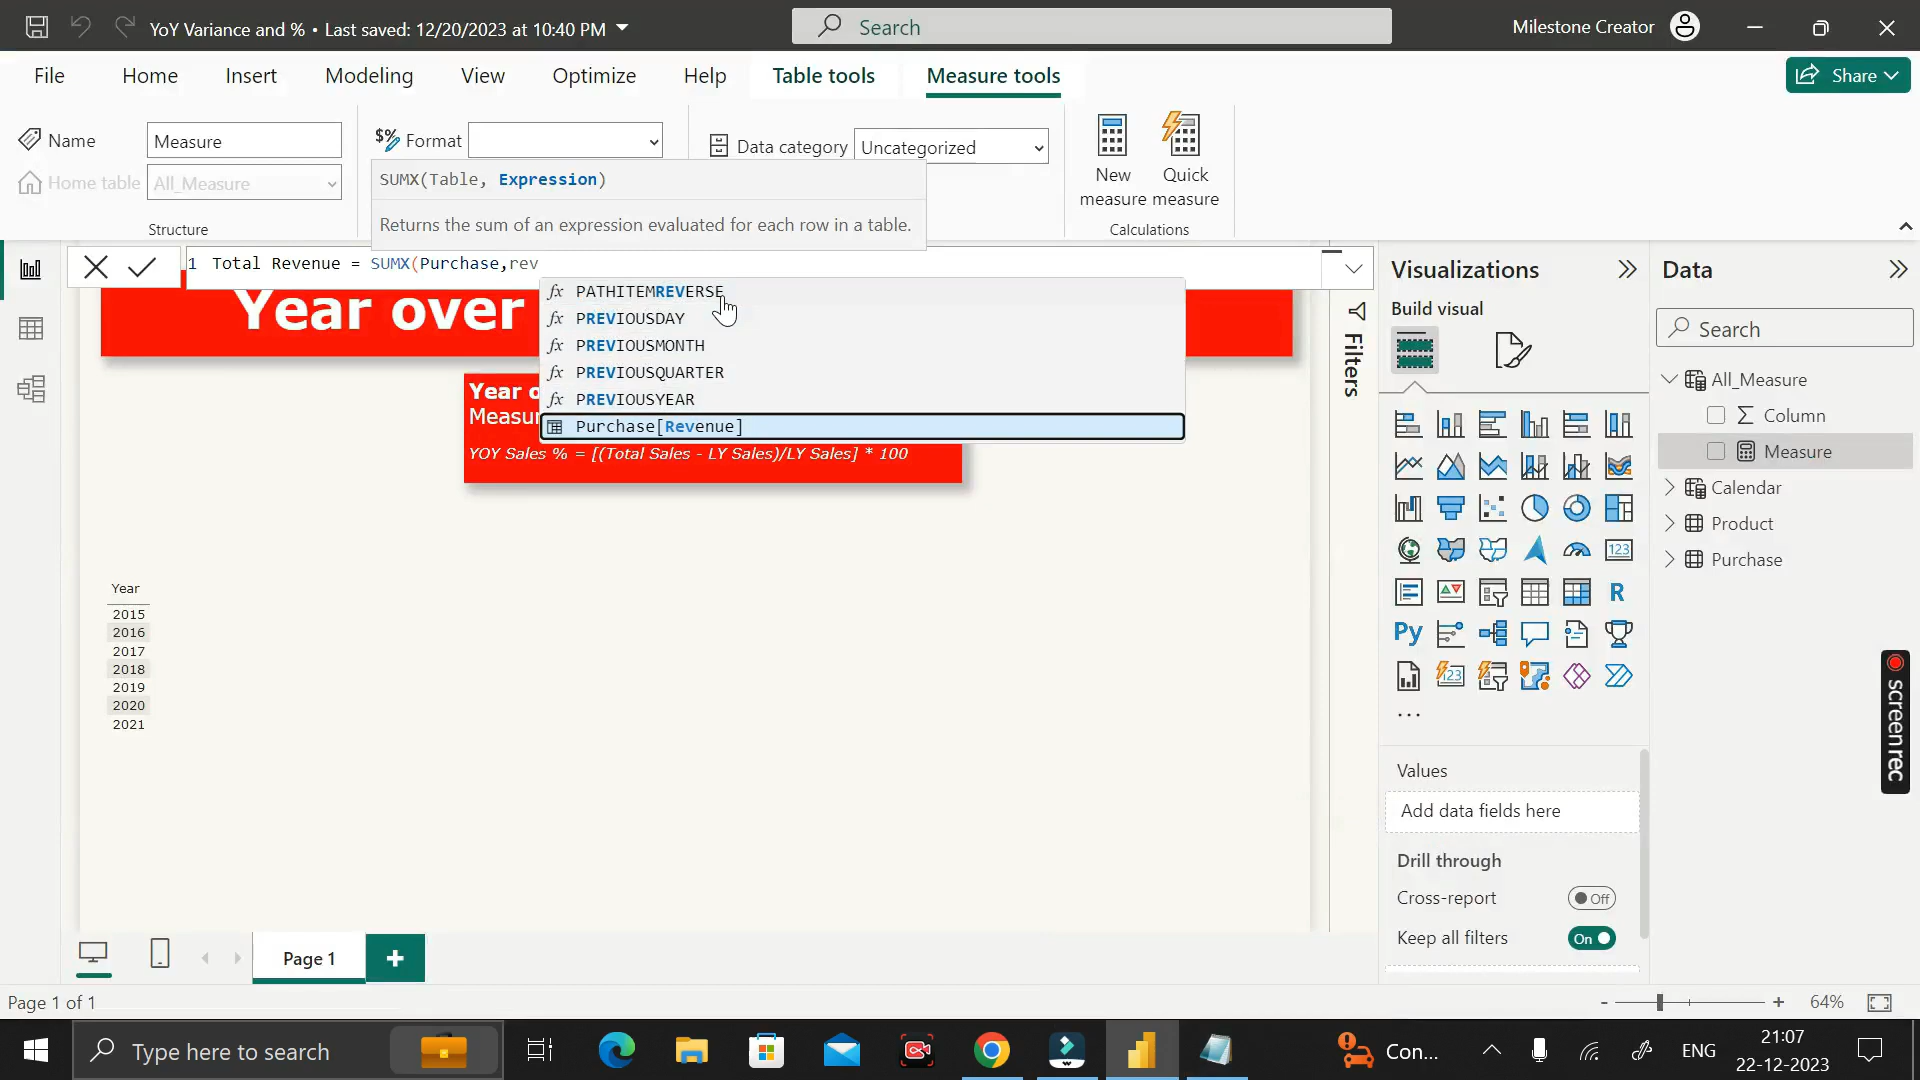 YoY Variance and % • Last saved: 12/20/2023 at 10:40 PM
Search
Milestone Creator
File Home Insert Modeling View Optimize Help Table tools Measure tools
Share
Name Measure
Home table All_Measure
Structure
$% Format
Data category Uncategorized
New measure
Quick measure
Calculations
SUMX(Table, Expression)
Returns the sum of an expression evaluated for each row in a table.
1 Total Revenue = SUMX(Purchase,rev
PATHITEMREVERSE
PREVIOUSDAY
PREVIOUSMONTH
PREVIOUSQUARTER
PREVIOUSYEAR
Purchase[Revenue]
Year over
Year o
Measur
YOY Sales % = [(Total Sales - LY Sales)/LY Sales] * 100
Year
2015
2016
2017
2018
2019
2020
2021
Filters
Visualizations
Build visual
123
R
Py
123
Values
Add data fields here
Drill through
Cross-report Off
Keep all filters On
Data
Search
All_Measure
Column
Measure
Calendar
Product
Purchase
screenrec
Page 1
Page 1 of 1
64%
Type here to search
Con...
ENG
21:07
22-12-2023